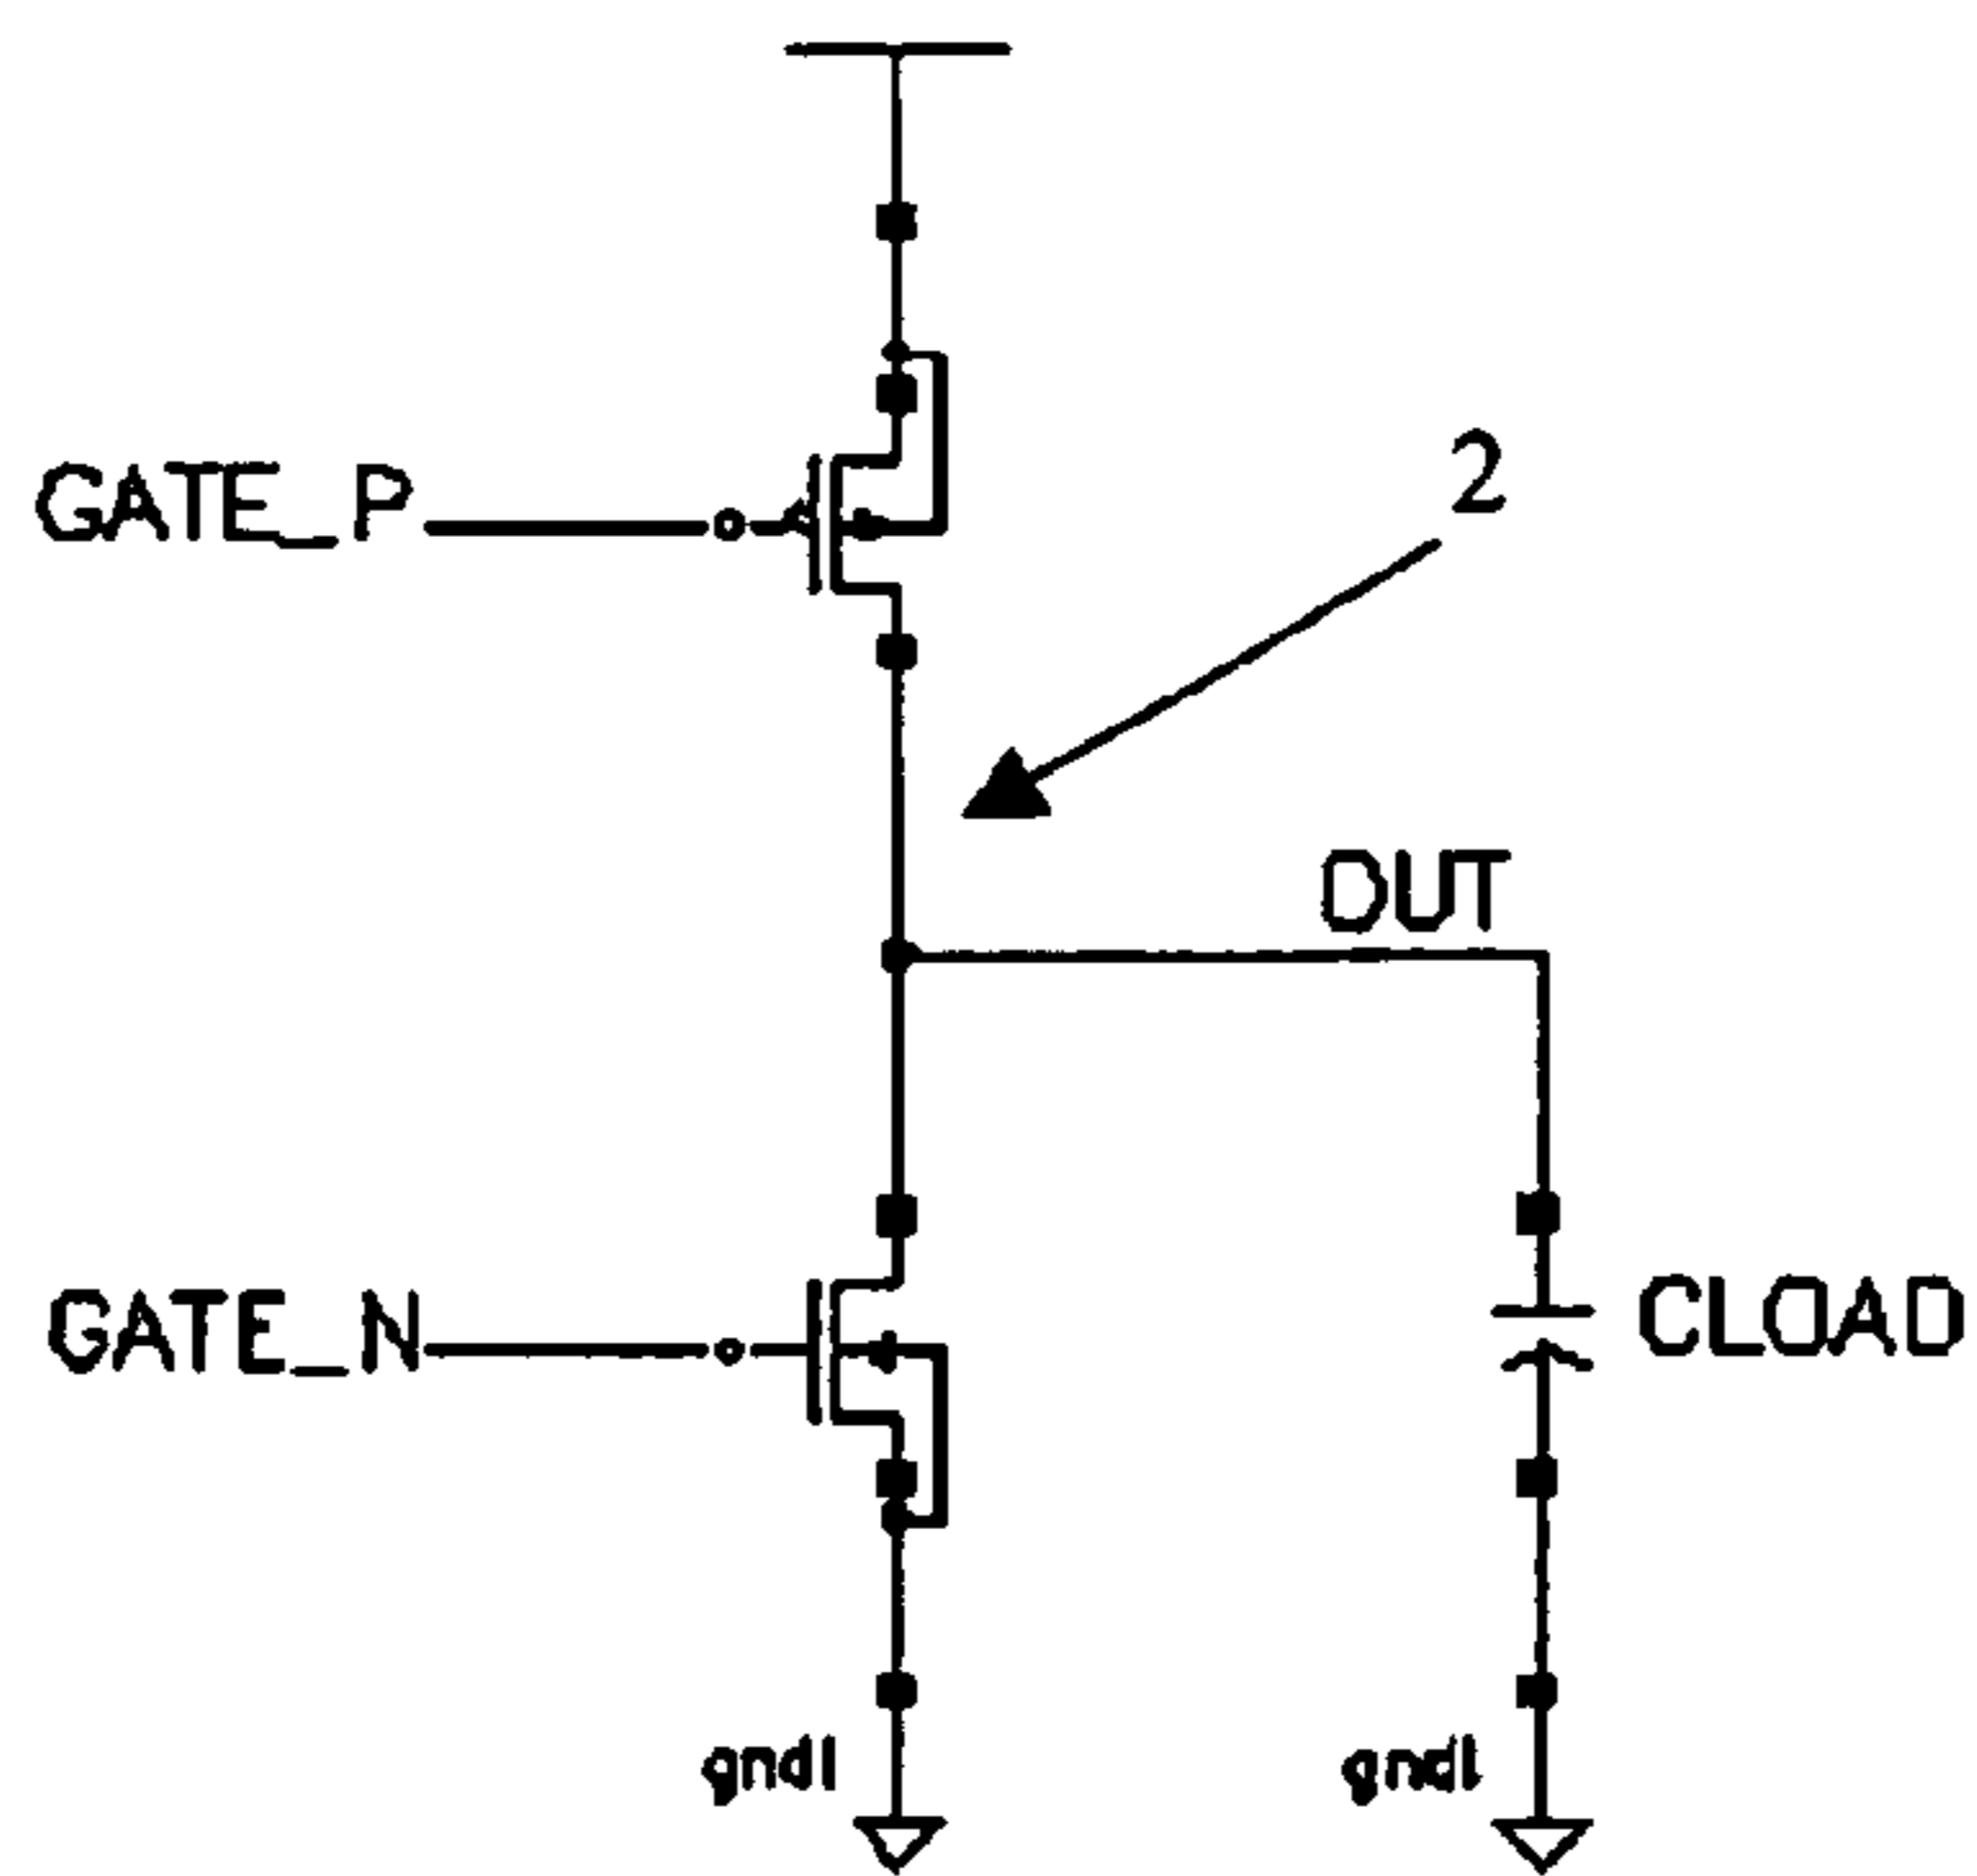 GATE_P
2
OUT
GATE_N
CLOAD
gndl
gndl